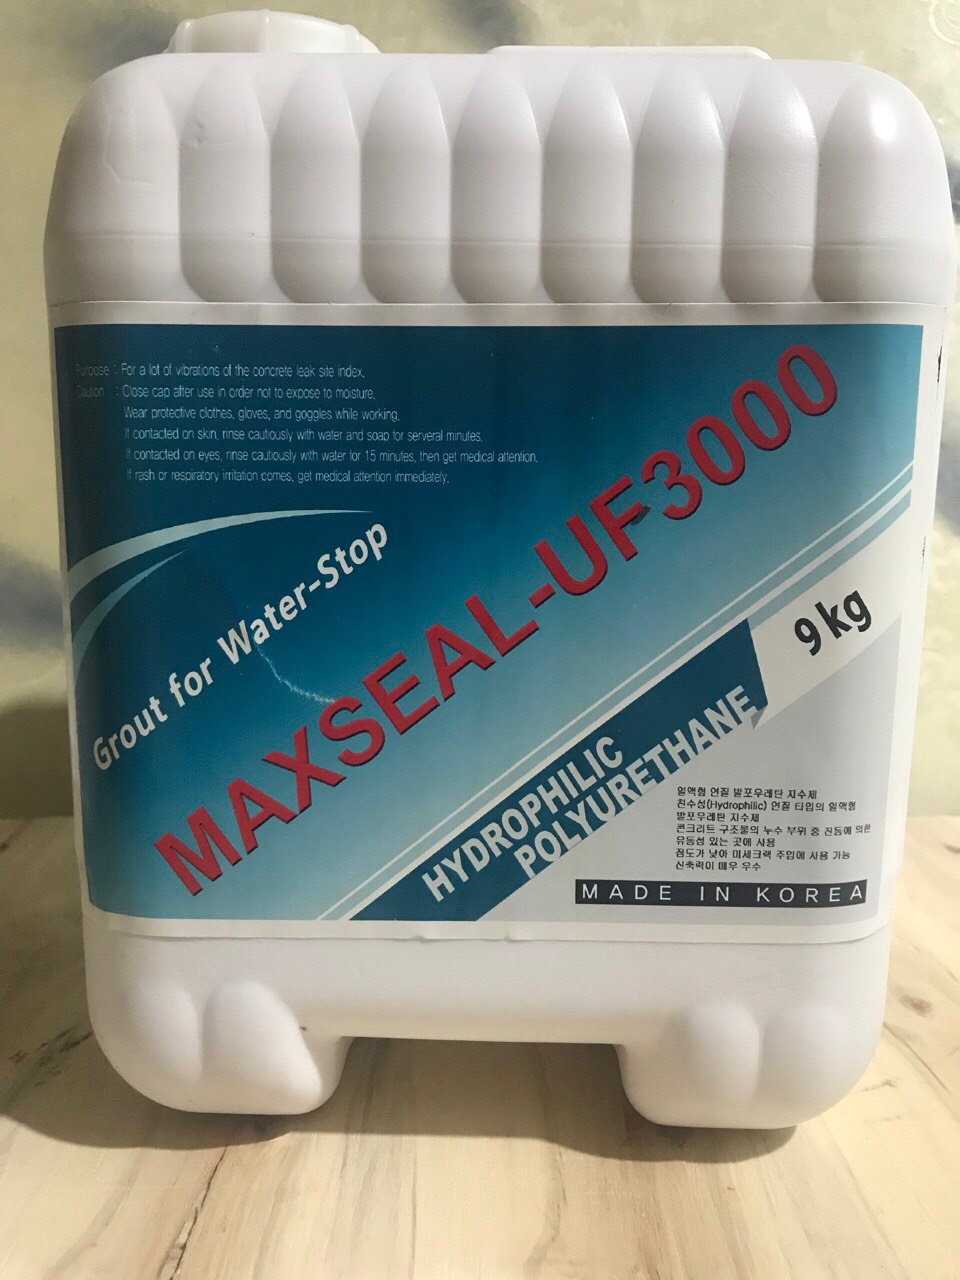 Purpose : For a lot of vibrations of the concrete leak site index.
Caution : Close cap after use in order not to expose to moisture.
Wear protective clothes, gloves, and goggles while working.
If contacted on skin, rinse cautiously with water and soap for serveral minutes.
If contacted on eyes, rinse cautiously with water for 15 minutes, then get medical attention.
If rash or respiratory irritation comes, get medical attention immediately.
Grout for Water-Stop
MAXSEAL-UF3000
9 kg
HYDROPHILIC
POLYURETHANE
일액형 연질 발포우레탄 지수제
친수성(Hydrophilic) 연질 타입의 일액형
발포우레탄 지수제
콘크리트 구조물의 누수 부위 중 진동에 의한
유동성 있는 곳에 사용
점도가 낮아 미세크랙 주입에 사용 가능
신축력이 매우 우수
MADE IN KOREA